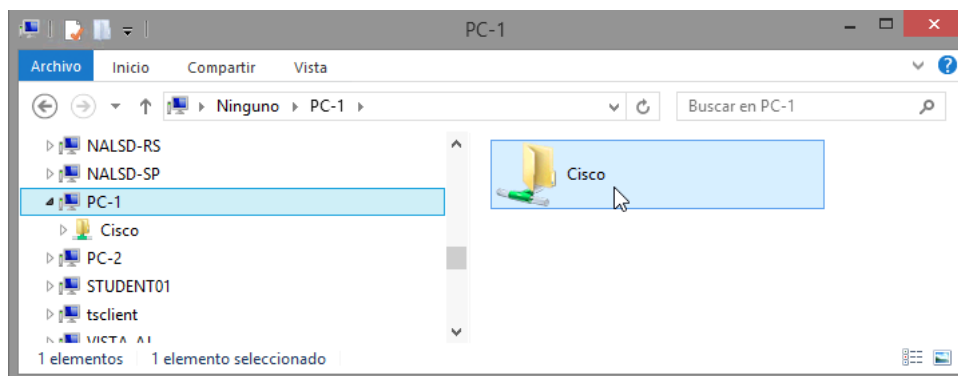 PC-1
Archivo Inicio Compartir Vista
Ninguno PC-1 Buscar en PC-1
NALSD-RS
NALSD-SP
PC-1
Cisco
PC-2
STUDENT01
tsclient
Cisco
1 elementos 1 elemento seleccionado